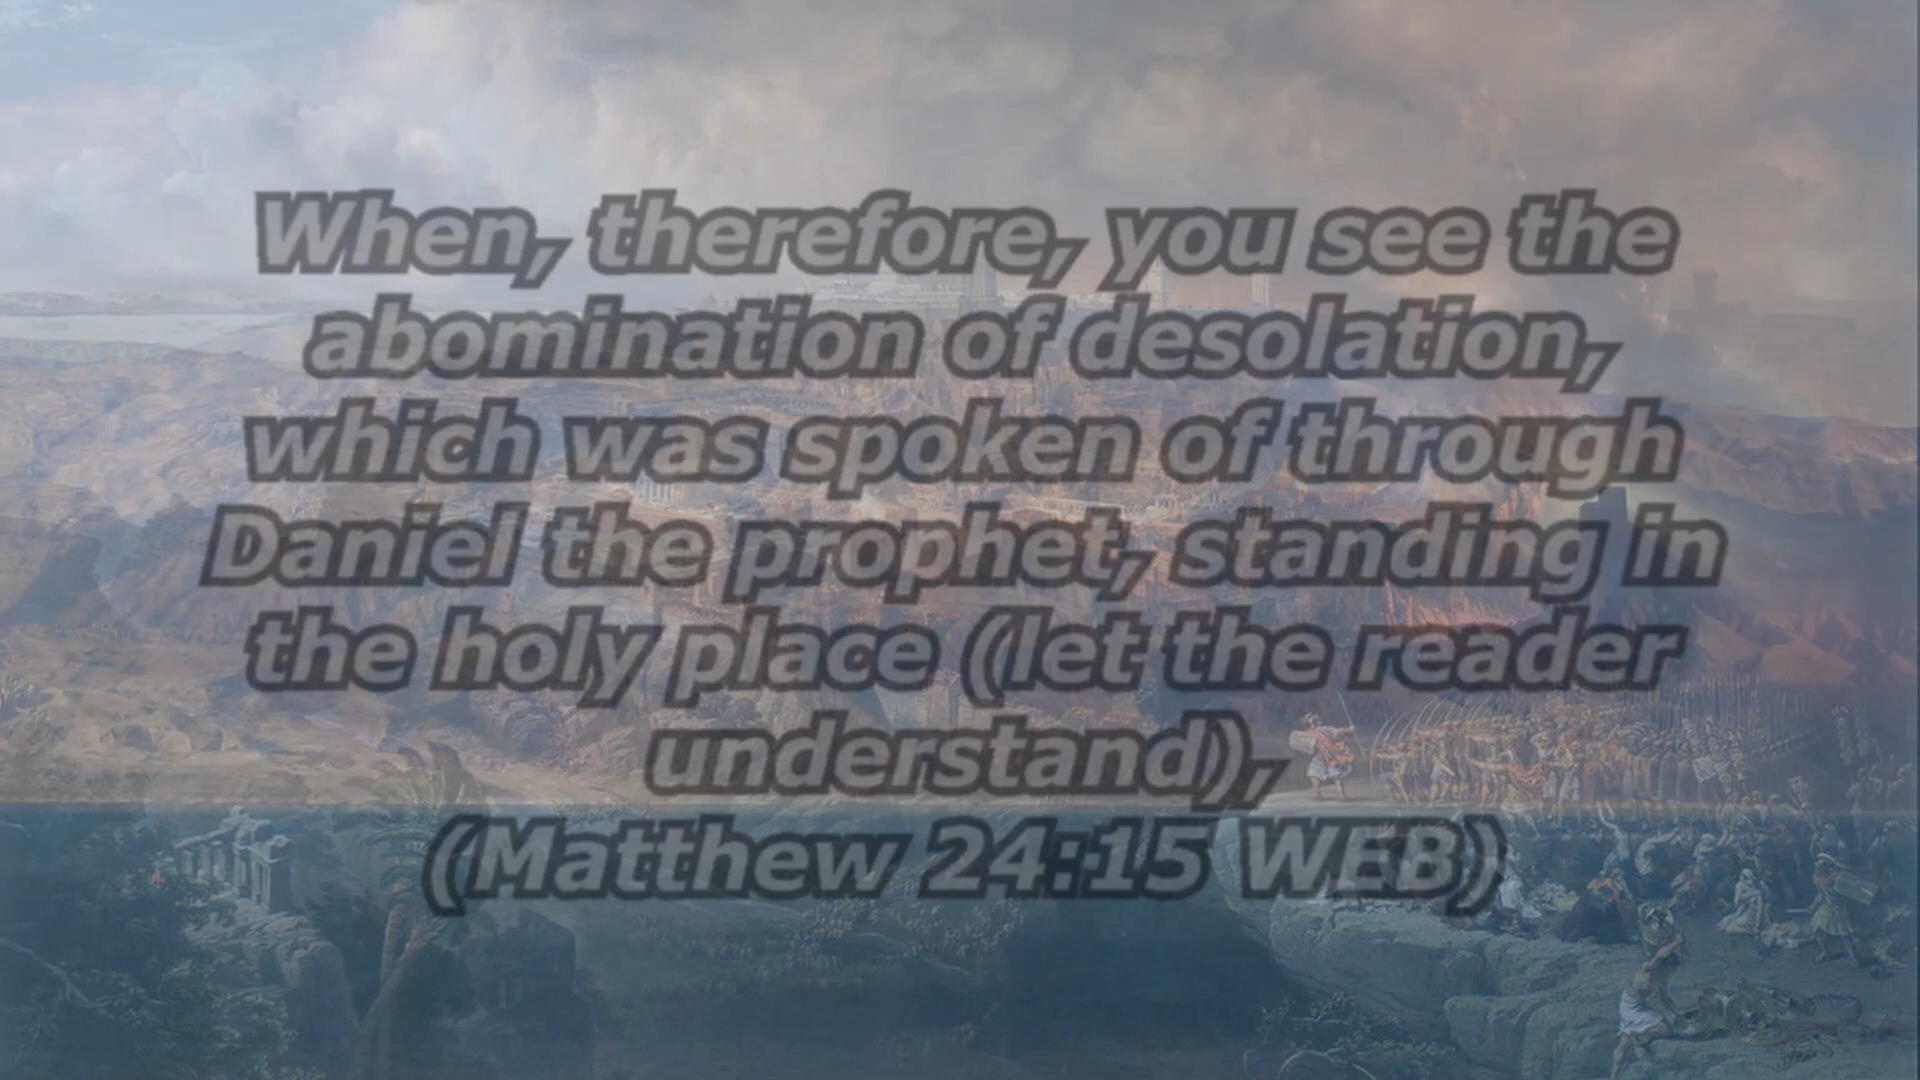 When, therefore, you see the
abomination of desolation,
which was spoken of through
Daniel the prophet, standing in
the holy place (let the reader
understand),
(Matthew 24:15 WEB)